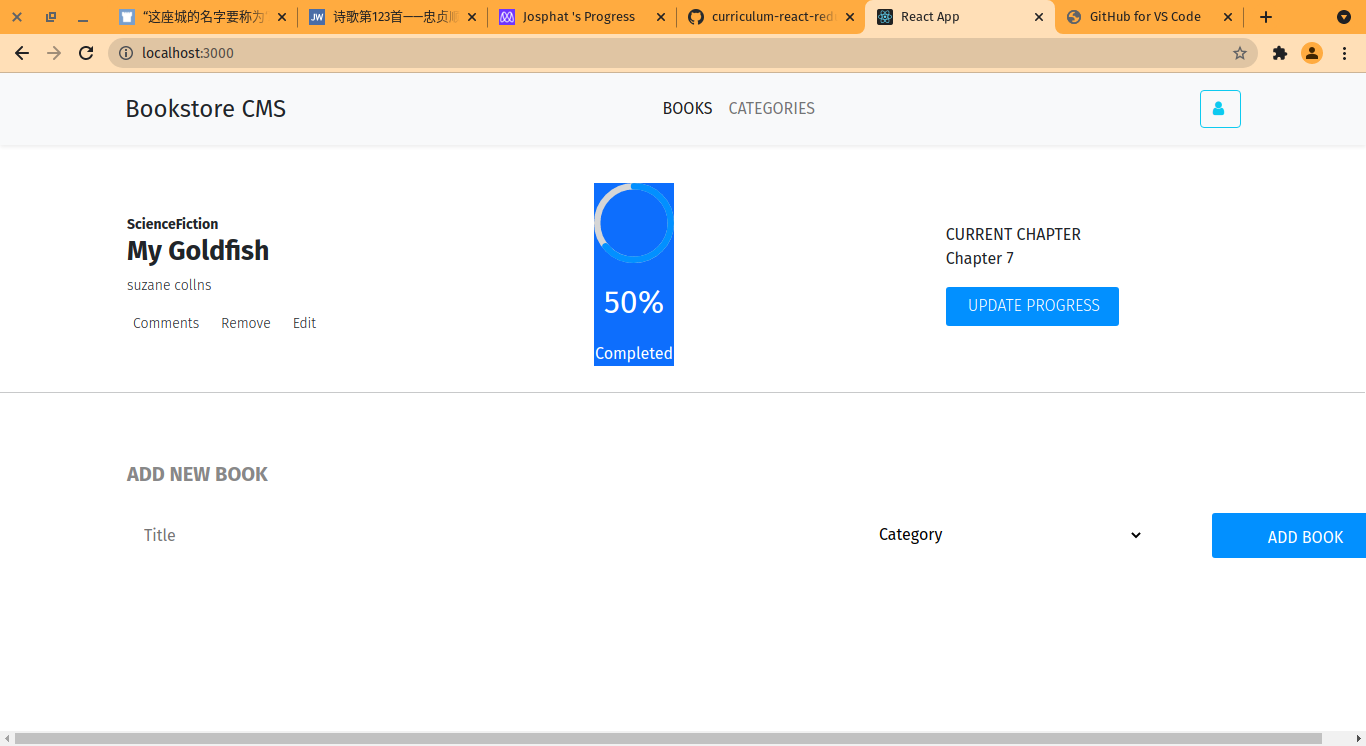 “这座城的名字要称为
诗歌第123首——忠贞
Josphat 's Progress
curriculum-react-red
React App
GitHub for VS Code
localhost:3000
Bookstore CMS
BOOKS
CATEGORIES
ScienceFiction
My Goldfish
suzane collns
Comments
Remove
Edit
50%
Completed
CURRENT CHAPTER
Chapter 7
UPDATE PROGRESS
ADD NEW BOOK
Title
Category
ADD BOOK
JW